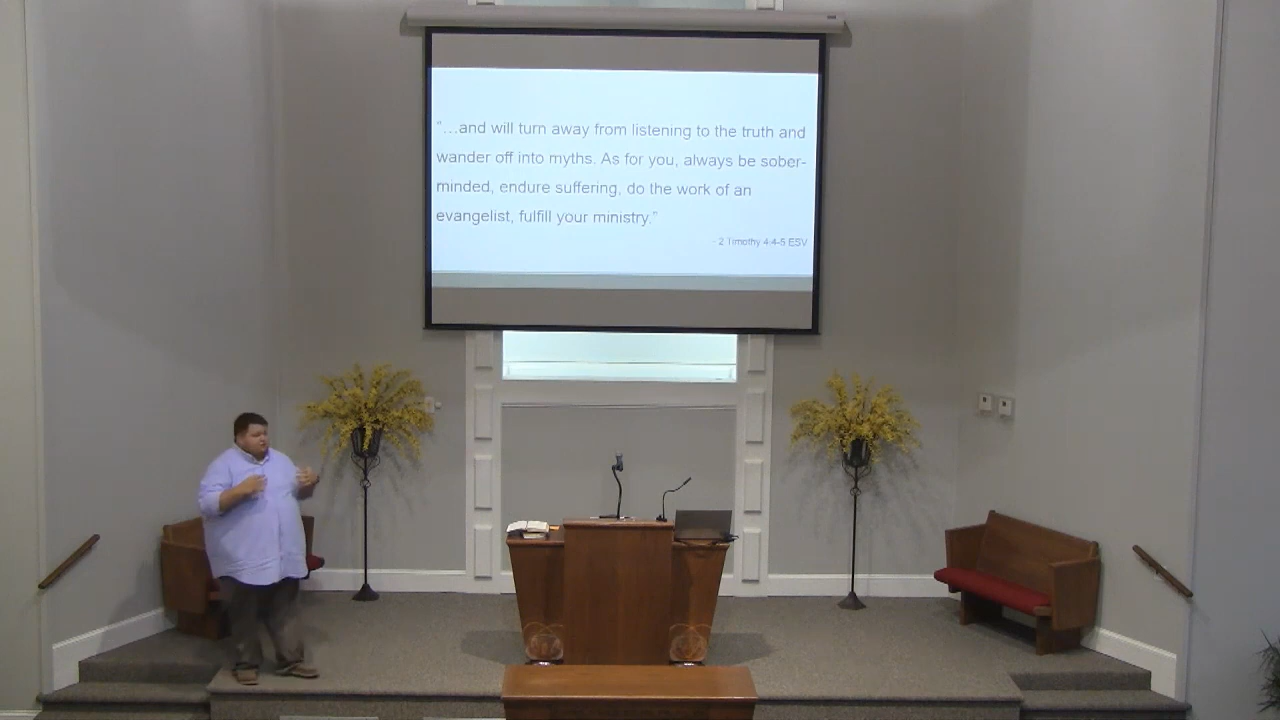 “…and will turn away from listening to the truth and
wander off into myths. As for you, always be sober-
minded, endure suffering, do the work of an
evangelist, fulfill your ministry.”
- 2 Timothy 4:4-5 ESV